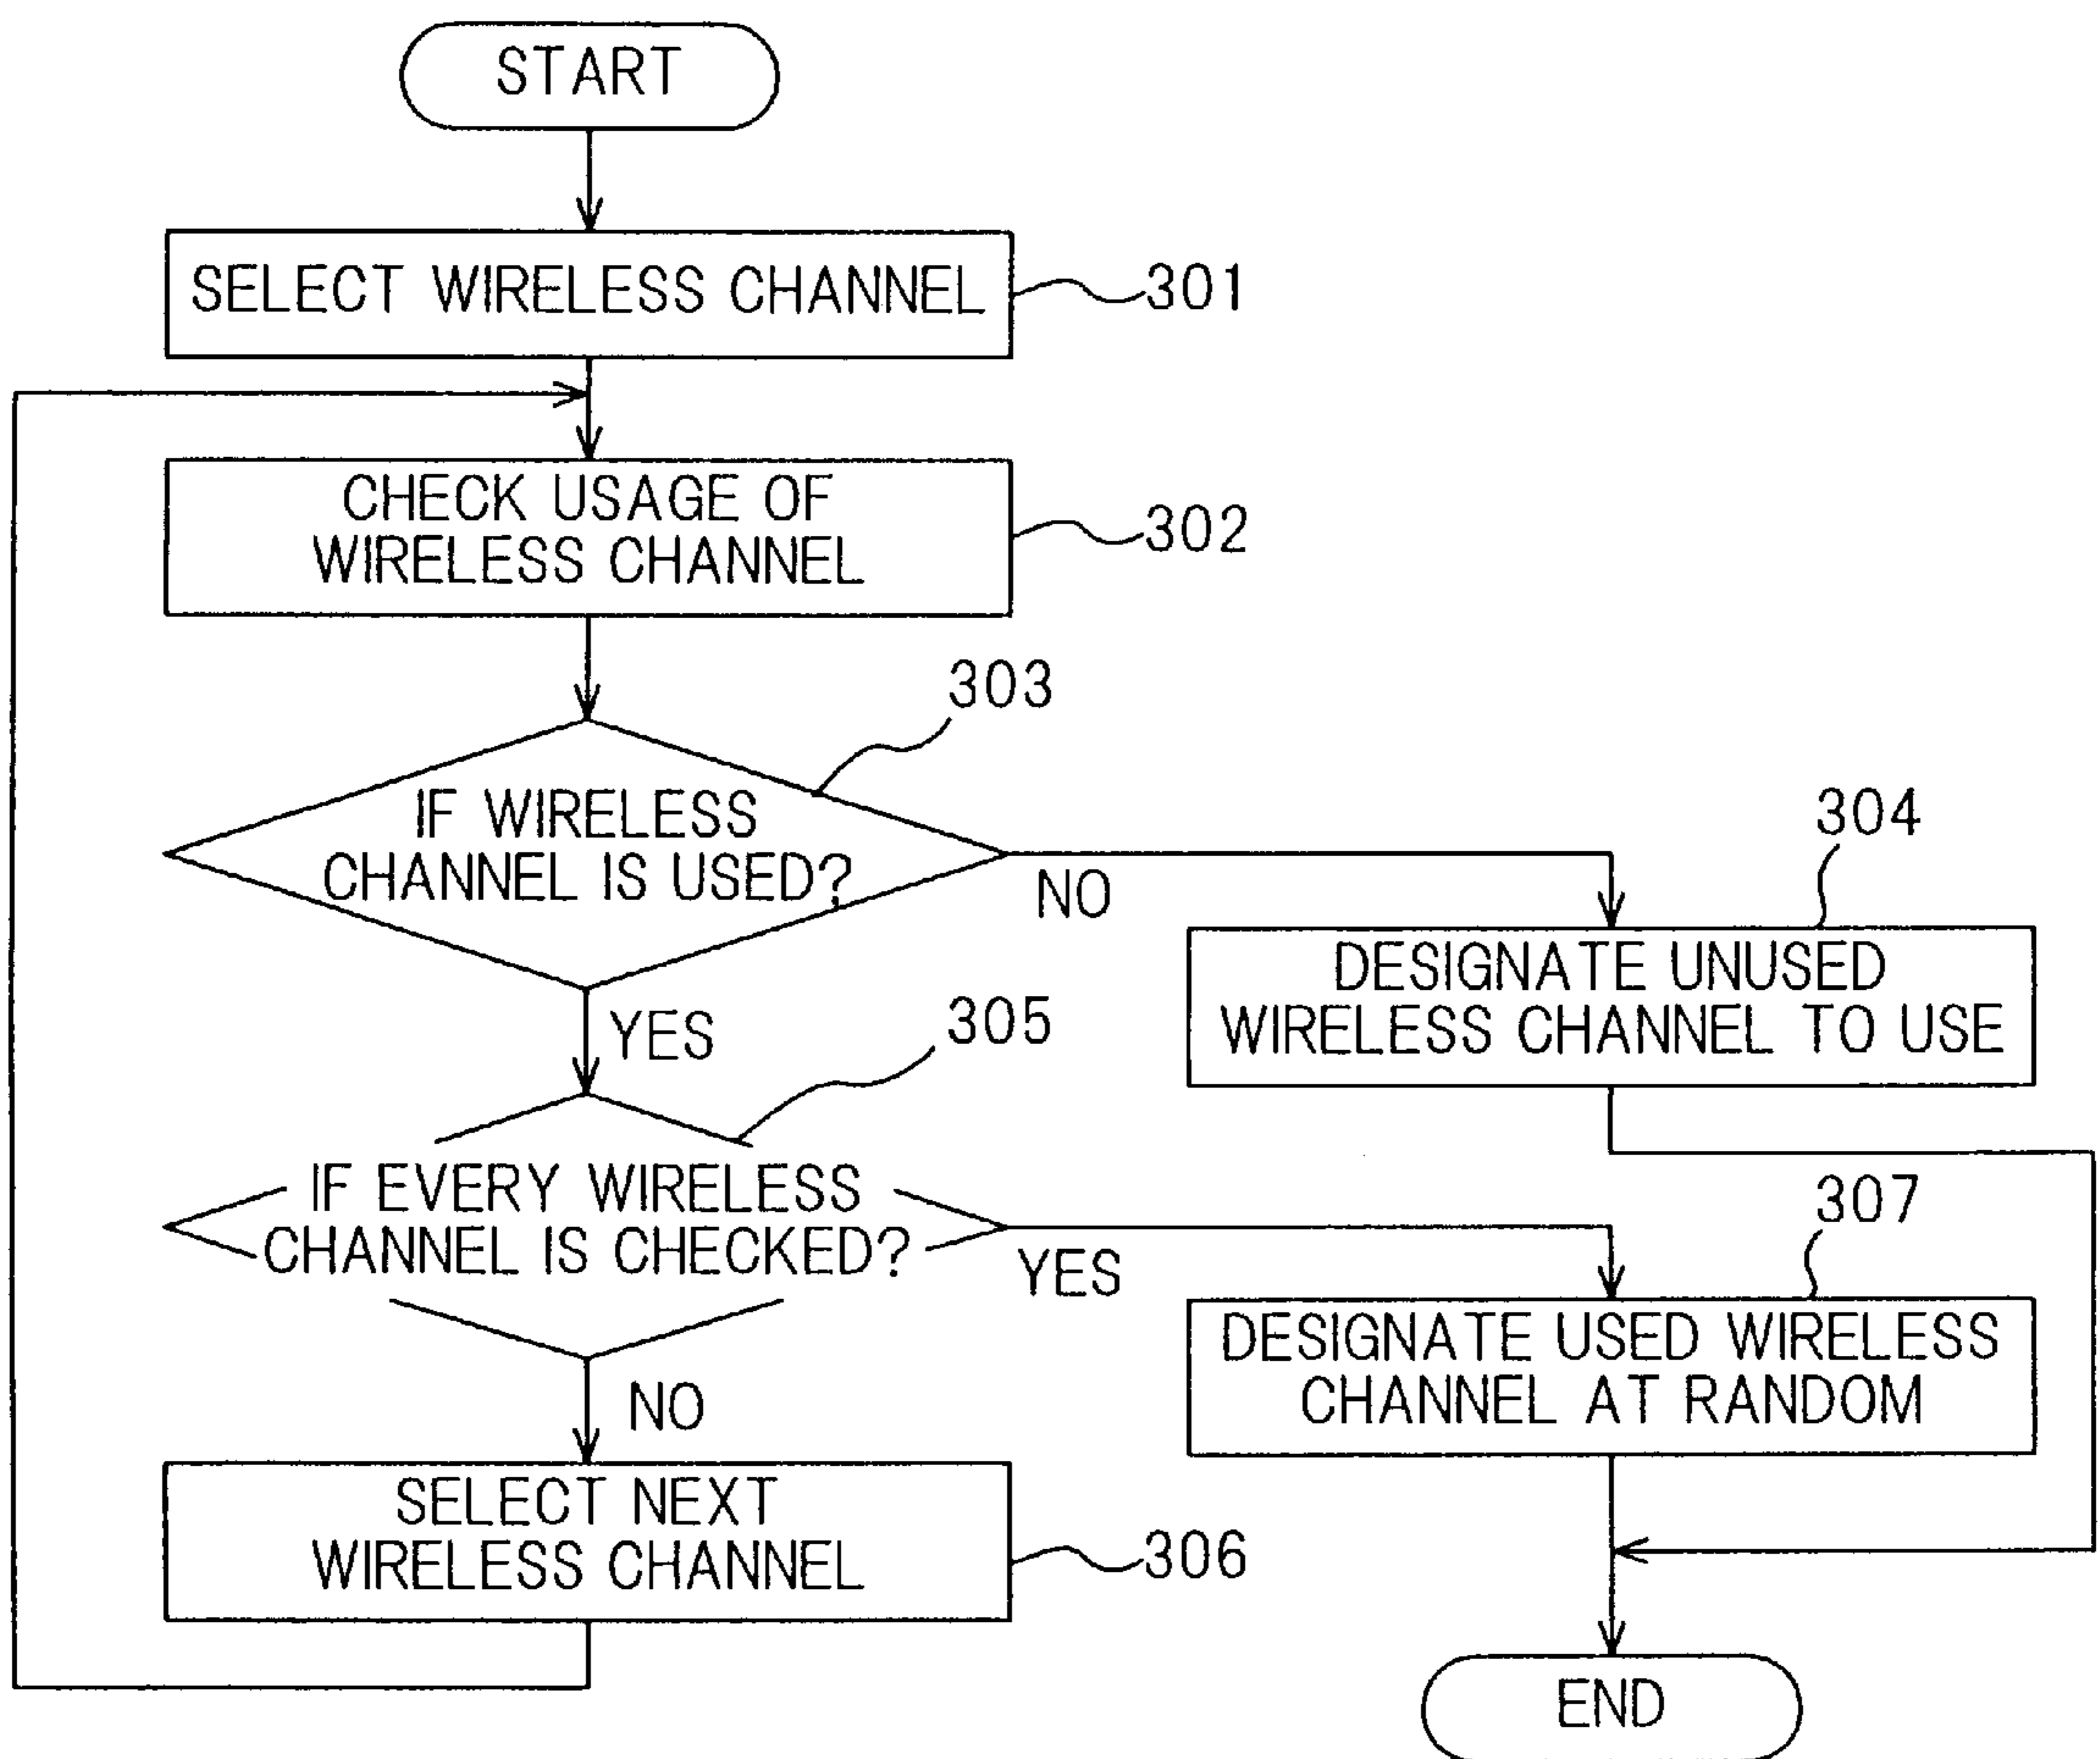 START
SELECT WIRELESS CHANNEL
301
CHECK USAGE OF
WIRELESS CHANNEL
302
303
IF WIRELESS
CHANNEL IS USED?
NO
YES
304
DESIGNATE UNUSED
WIRELESS CHANNEL TO USE
305
IF EVERY WIRELESS
CHANNEL IS CHECKED?
YES
NO
307
DESIGNATE USED WIRELESS
CHANNEL AT RANDOM
SELECT NEXT
WIRELESS CHANNEL
306
END